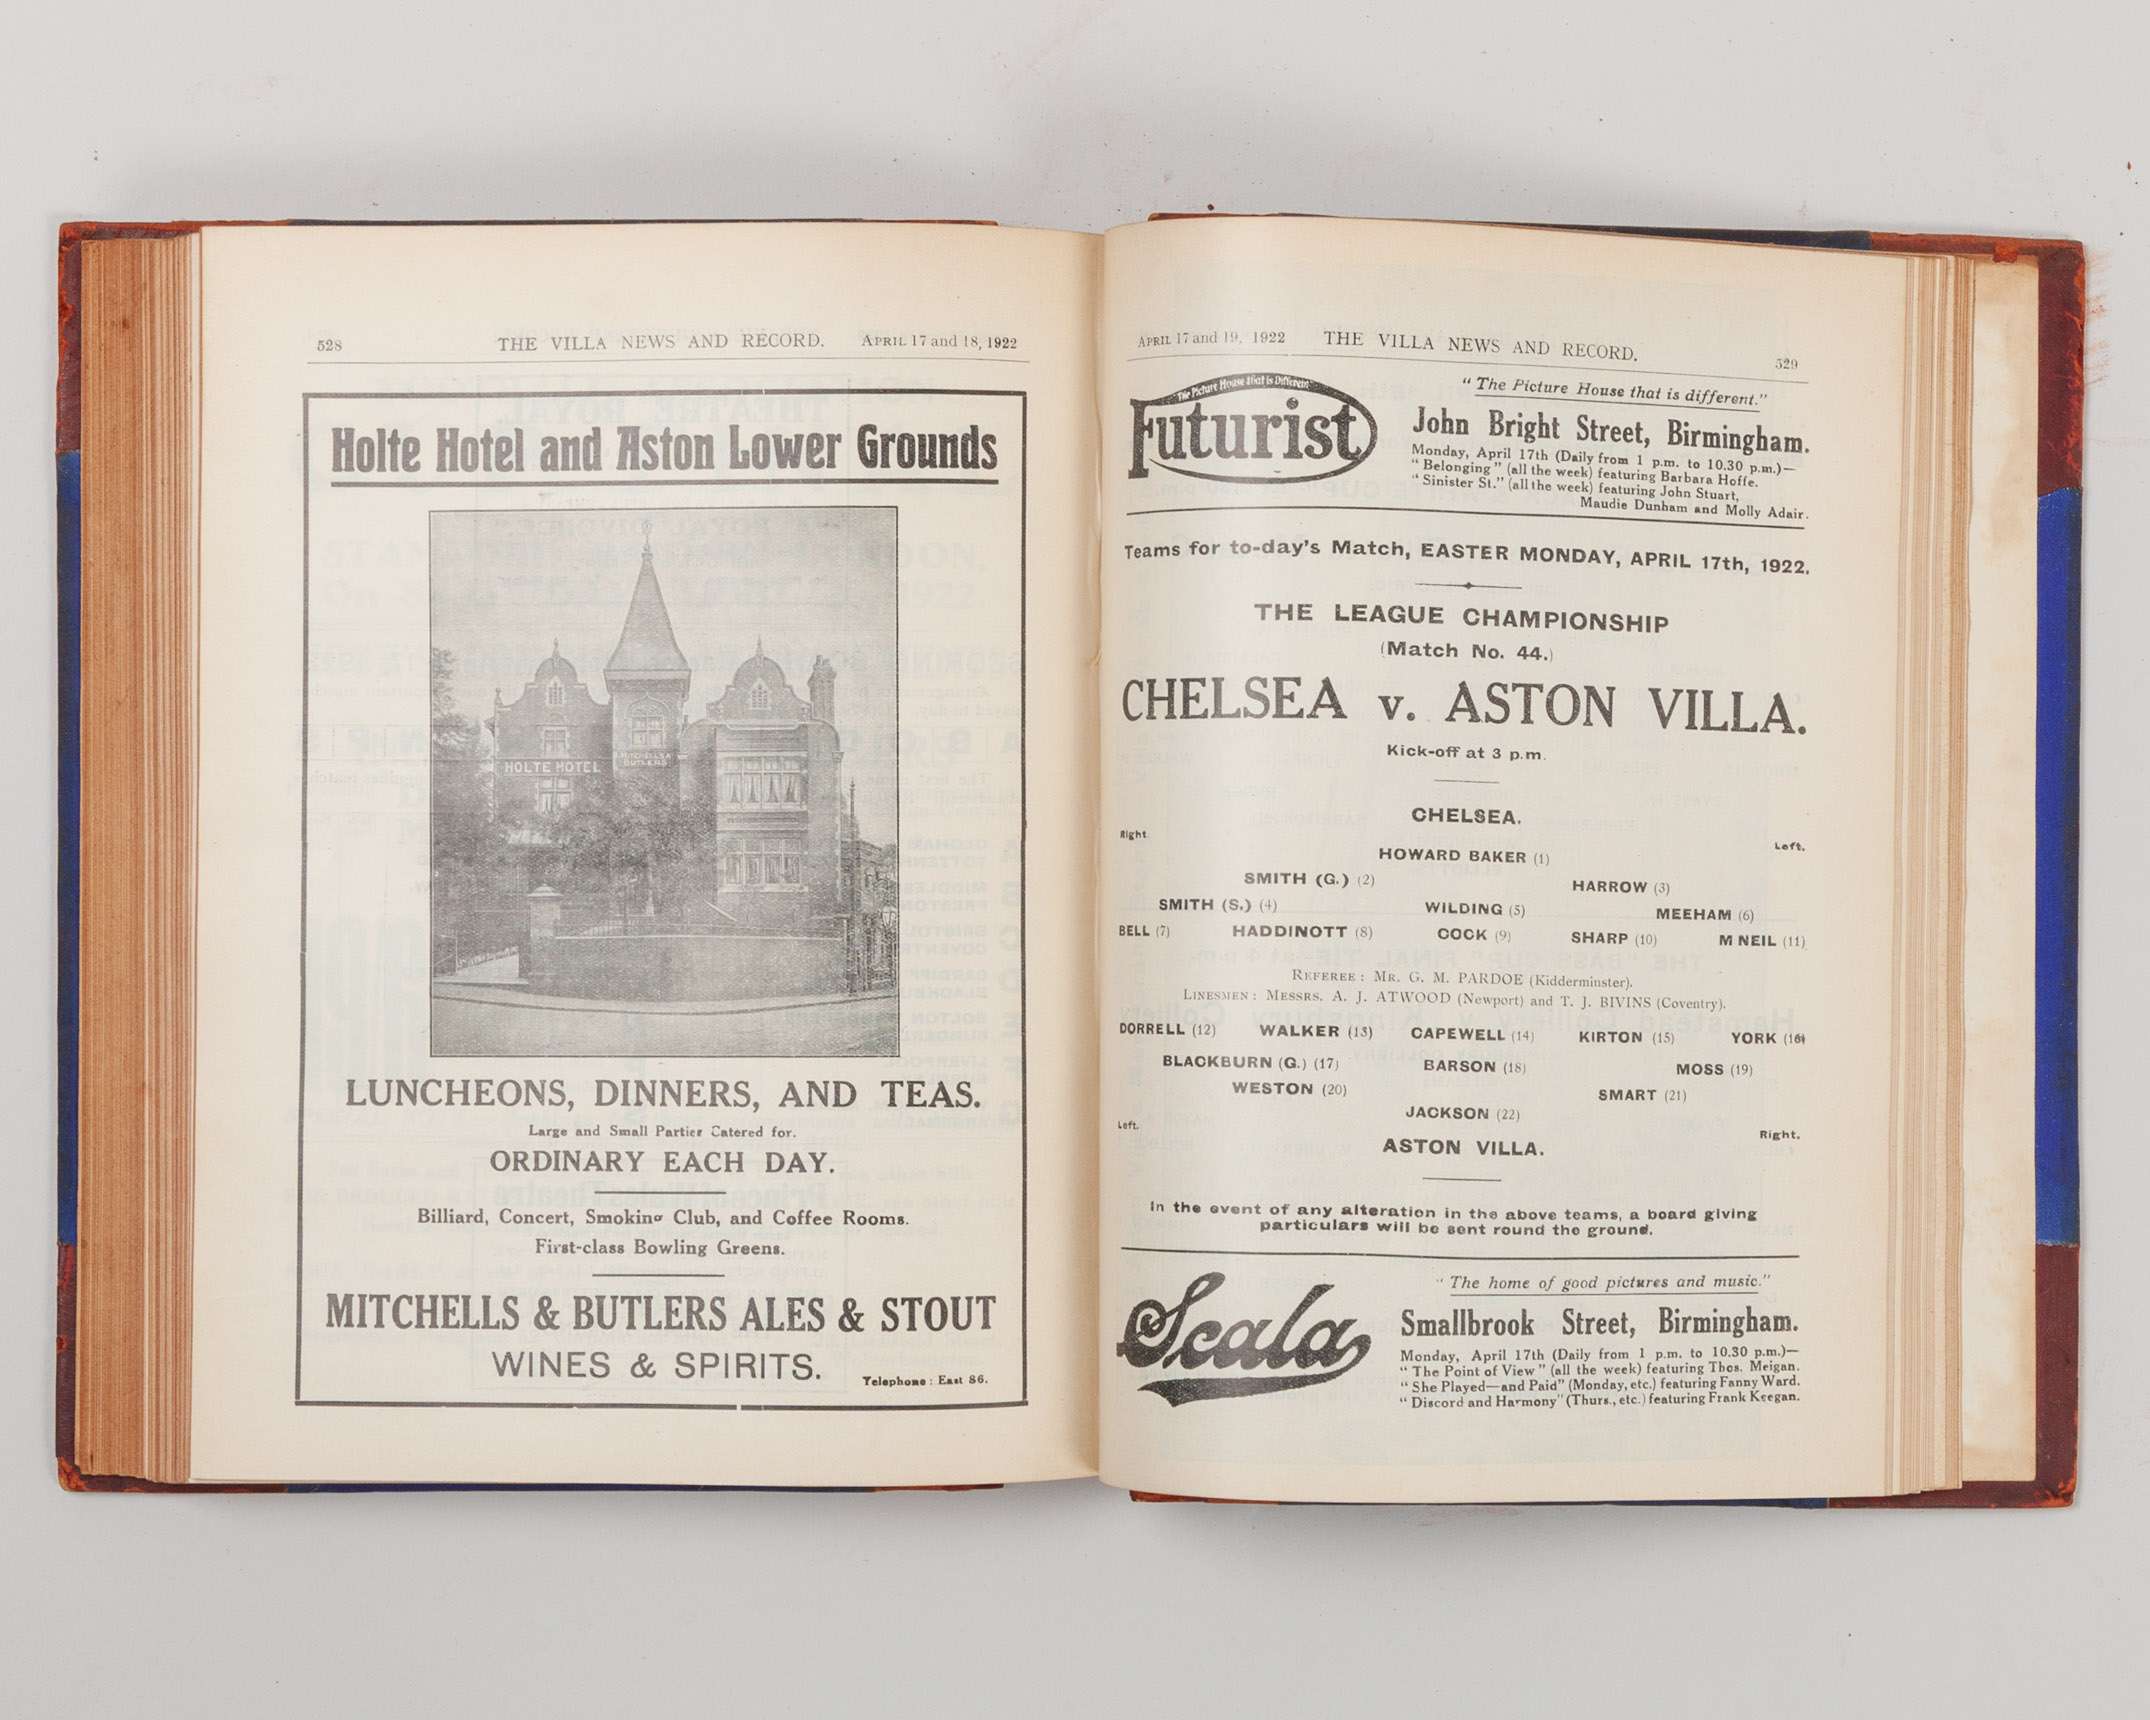 528 THE VILLA NEWS AND RECORD. APRIL 17 and 18, 1922
Holte Hotel and Aston Lower Grounds
HOLTE HOTEL
MITCHELLS &
BUTLERS
LUNCHEONS, DINNERS, AND TEAS.
Large and Small Parties Catered for.
ORDINARY EACH DAY.
Billiard, Concert, Smoking Club, and Coffee Rooms.
First-class Bowling Greens.
MITCHELLS & BUTLERS ALES & STOUT
WINES & SPIRITS.
Telephone: East 86.
APRIL 17 and 19, 1922 THE VILLA NEWS AND RECORD. 529
The Picture House that is Different
Futurist
"The Picture House that is different."
John Bright Street, Birmingham.
Monday, April 17th (Daily from 1 p.m. to 10.30 p.m.)—
"Belonging" (all the week) featuring Barbara Hoffe.
"Sinister St." (all the week) featuring John Stuart,
Maudie Dunham and Molly Adair.
Teams for to-day's Match, EASTER MONDAY, APRIL 17th, 1922.
THE LEAGUE CHAMPIONSHIP
(Match No. 44.)
CHELSEA v. ASTON VILLA.
Kick-off at 3 p.m.
CHELSEA.
Right. Left.
HOWARD BAKER (1)
SMITH (G.) (2) HARROW (3)
SMITH (S.) (4) WILDING (5) MEEHAM (6)
BELL (7) HADDINOTT (8) COCK (9) SHARP (10) M NEIL (11)
REFEREE: MR. G. M. PARDOE (Kidderminster).
LINESMEN: MESSRS. A. J. ATWOOD (Newport) and T. J. BIVINS (Coventry).
DORRELL (12) WALKER (13) CAPEWELL (14) KIRTON (15) YORK (16)
BLACKBURN (G.) (17) BARSON (18) MOSS (19)
WESTON (20) SMART (21)
JACKSON (22)
Left. Right.
ASTON VILLA.
In the event of any alteration in the above teams, a board giving
particulars will be sent round the ground.
Scala
"The home of good pictures and music."
Smallbrook Street, Birmingham.
Monday, April 17th (Daily from 1 p.m. to 10.30 p.m.)—
"The Point of View" (all the week) featuring Thos. Meigan.
"She Played—and Paid" (Monday, etc.) featuring Fanny Ward.
"Discord and Harmony" (Thurs., etc.) featuring Frank Keegan.